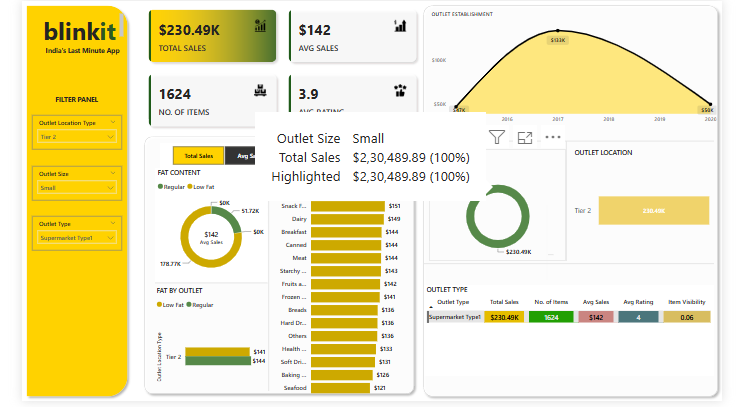 blinkit
India's Last Minute App
FILTER PANEL
Outlet Location Type
Tier 2
Outlet Size
Small
Outlet Type
Supermarket Type1
$230.49K
TOTAL SALES
$142
AVG SALES
1624
NO. OF ITEMS
3.9
AVG RATING
OUTLET ESTABLISHMENT
$133K
$100K
$50K
$58K
2016
2017
2018
2020
Outlet Size Small
Total Sales $2,30,489.89 (100%)
Highlighted $2,30,489.89 (100%)
Total Sales
Avg S
FAT CONTENT
Regular Low Fat
$0K
$1.72K
$142
Avg Sales
$0K
178.77K
FAT BY OUTLET
Low Fat Regular
Outlet Location Type
Tier 2
$141
$144
Snack F... $151
Dairy $149
Breakfast $144
Canned $144
Meat $144
Starchy ... $143
Fruits a... $142
Frozen ... $141
Breads $136
Hard Dr... $136
Others $136
Health ... $133
Soft Dri... $131
Baking ... $126
Seafood $121
$230.49K
OUTLET LOCATION
Tier 2 230.49K
OUTLET TYPE
Outlet Type Total Sales No. of Items Avg Sales Avg Rating Item Visibility
Supermarket Type1 $230.49K 1624 $142 4 0.06